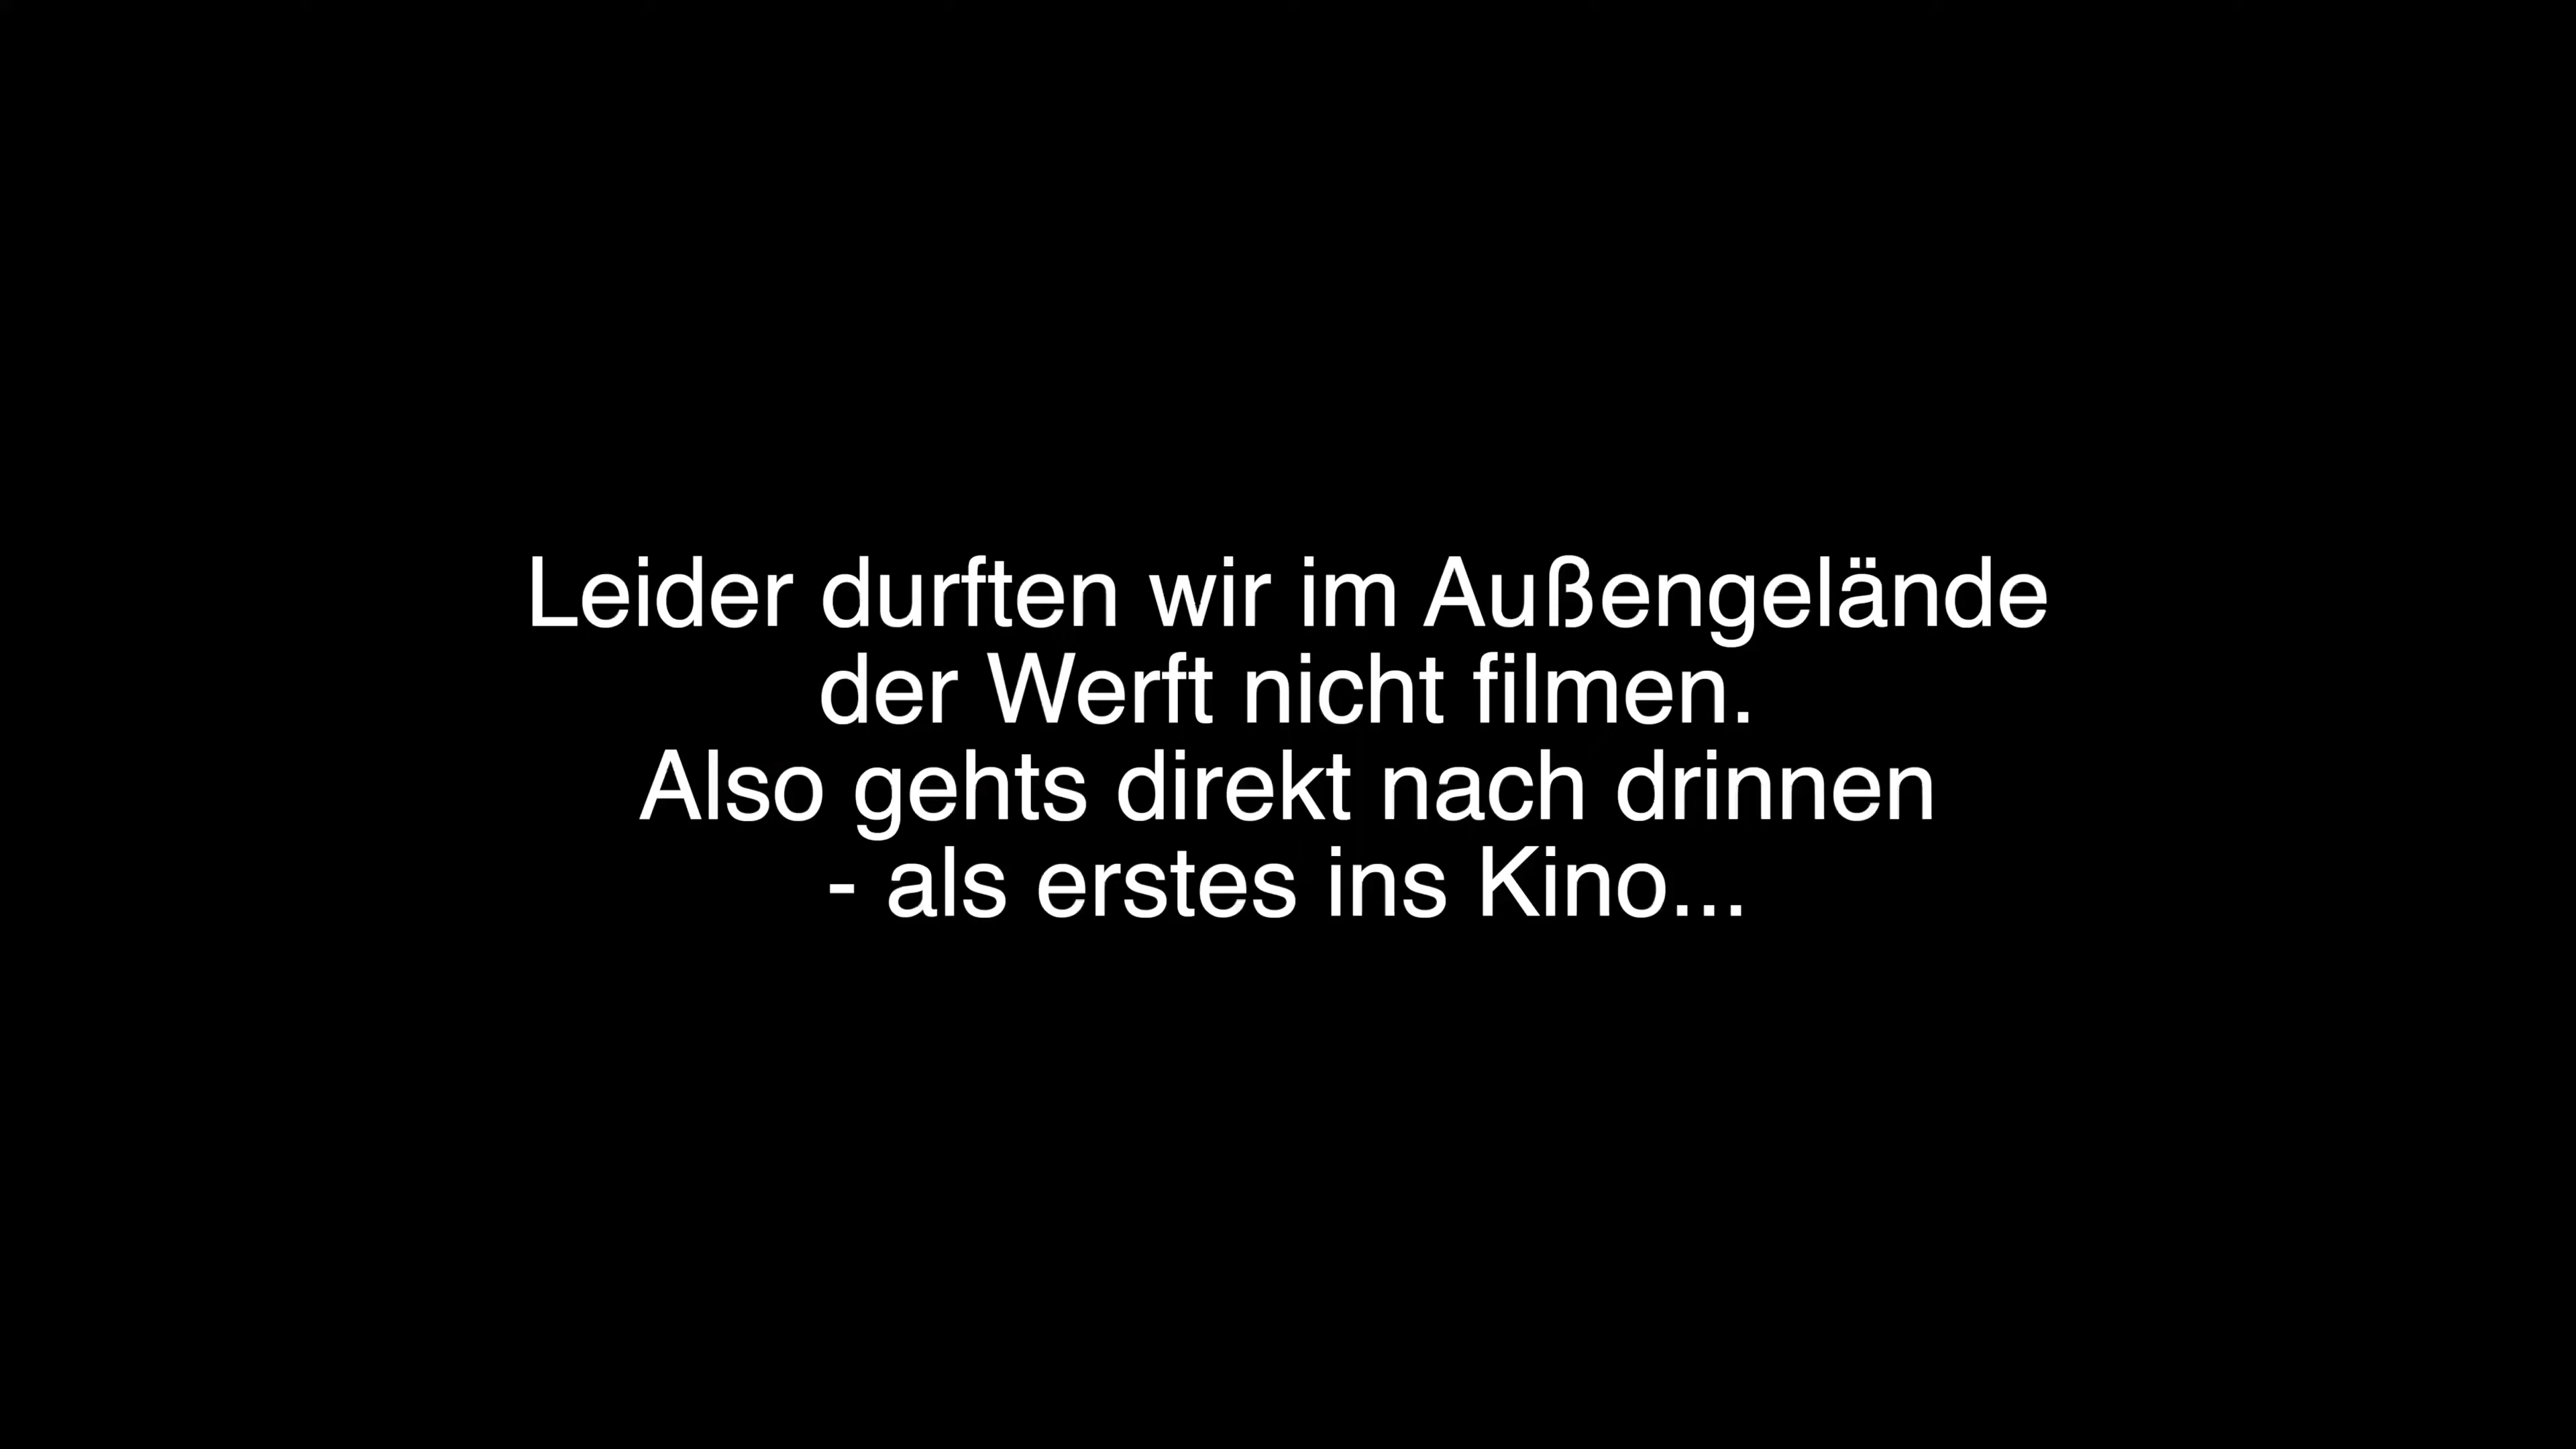 Leider durften wir im Außengelände
der Werft nicht filmen.
Also gehts direkt nach drinnen
- als erstes ins Kino...